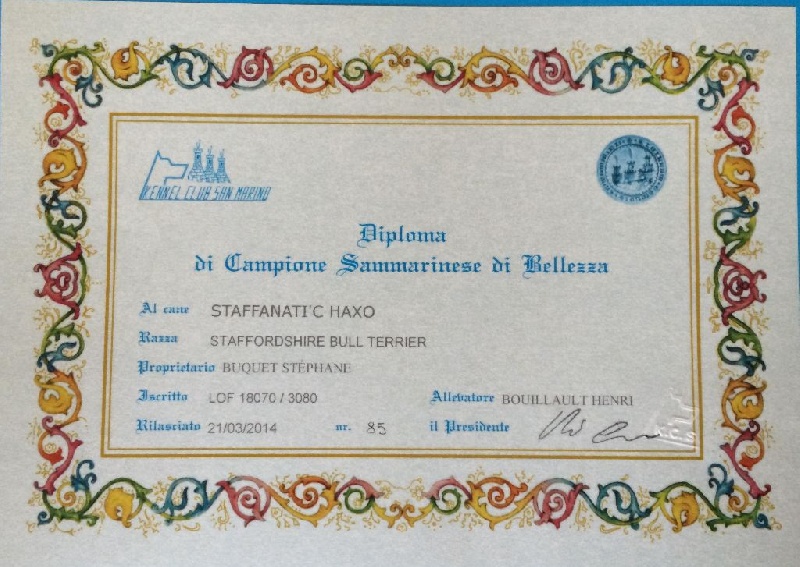 KENNEL CLUB SAN MARINO
Diploma
di Campione Sammarinese di Bellezza
Al cane STAFFANATI'C HAXO
Razza STAFFORDSHIRE BULL TERRIER
Proprietario BUQUET STÉPHANE
Iscritto LOF 18070 / 3080 Allevatore BOUILLAULT HENRI
Rilasciato 21/03/2014 nr. 85 il Presidente